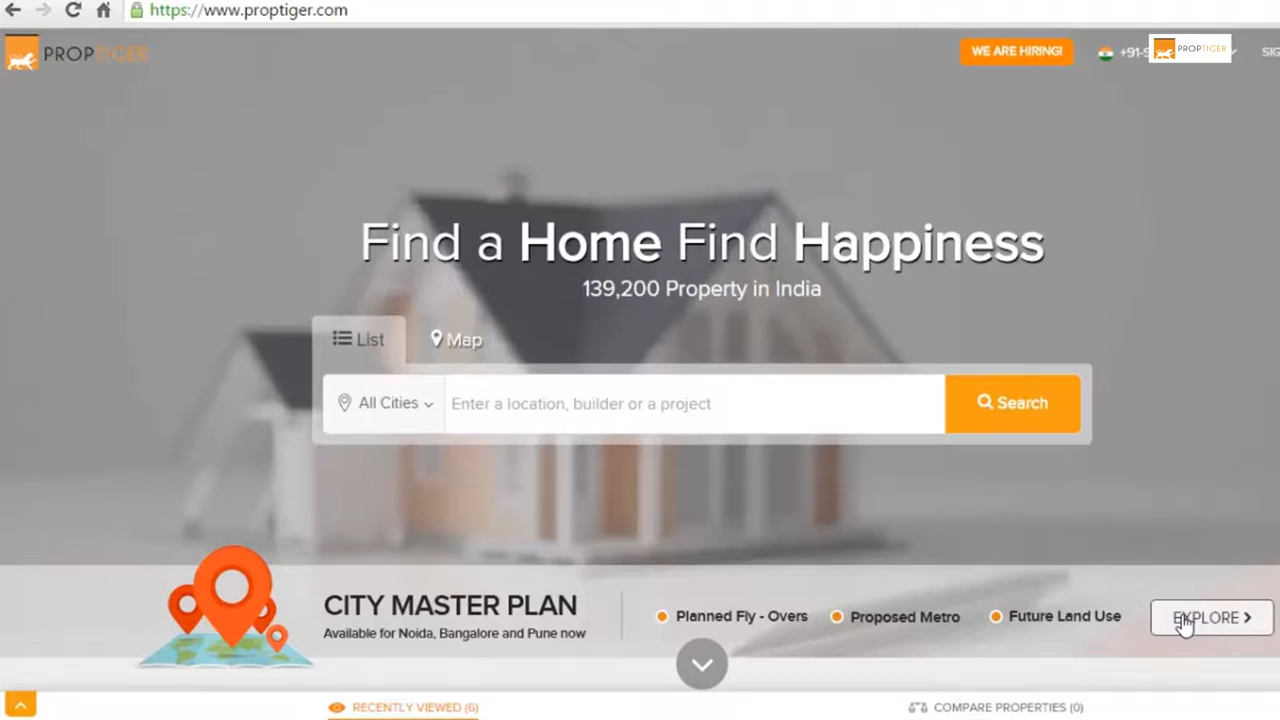 https://www.proptiger.com
PROPTIGER
WE ARE HIRING!
+91-
PROPTIGER
Find a Home Find Happiness
139,200 Property in India
List
Map
All Cities
Enter a location, builder or a project
Search
CITY MASTER PLAN
Available for Noida, Bangalore and Pune now
Planned Fly - Overs
Proposed Metro
Future Land Use
EXPLORE
RECENTLY VIEWED (6)
COMPARE PROPERTIES (0)